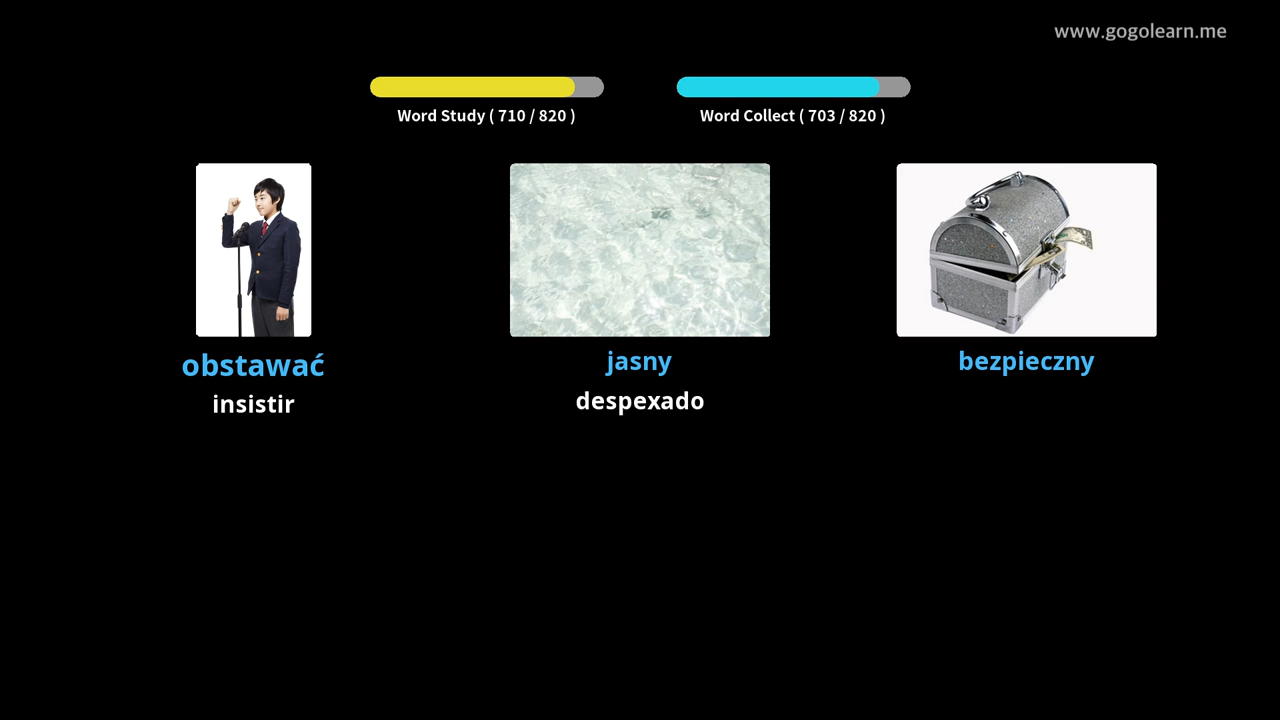 www.gogolearn.me
Word Study ( 710 / 820 )
Word Collect ( 703 / 820 )
obstawać
insistir
jasny
despexado
bezpieczny